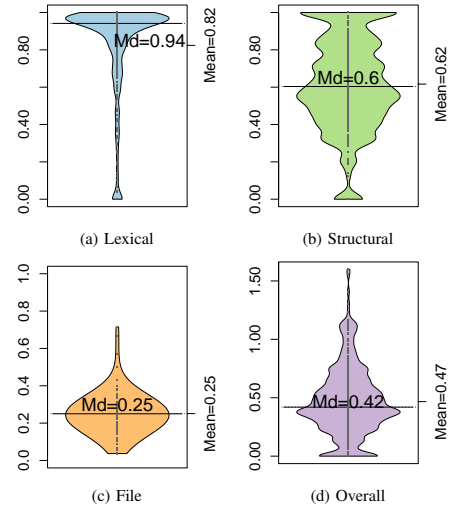 0.00 0.40 0.80
Md=0.94
Mean=0.82
(a) Lexical
0.00 0.40 0.80
Md=0.6
Mean=0.62
(b) Structural
0.0 0.2 0.4 0.6 0.8 1.0
Md=0.25
Mean=0.25
(c) File
0.00 0.50 1.00 1.50
Md=0.42
Mean=0.47
(d) Overall